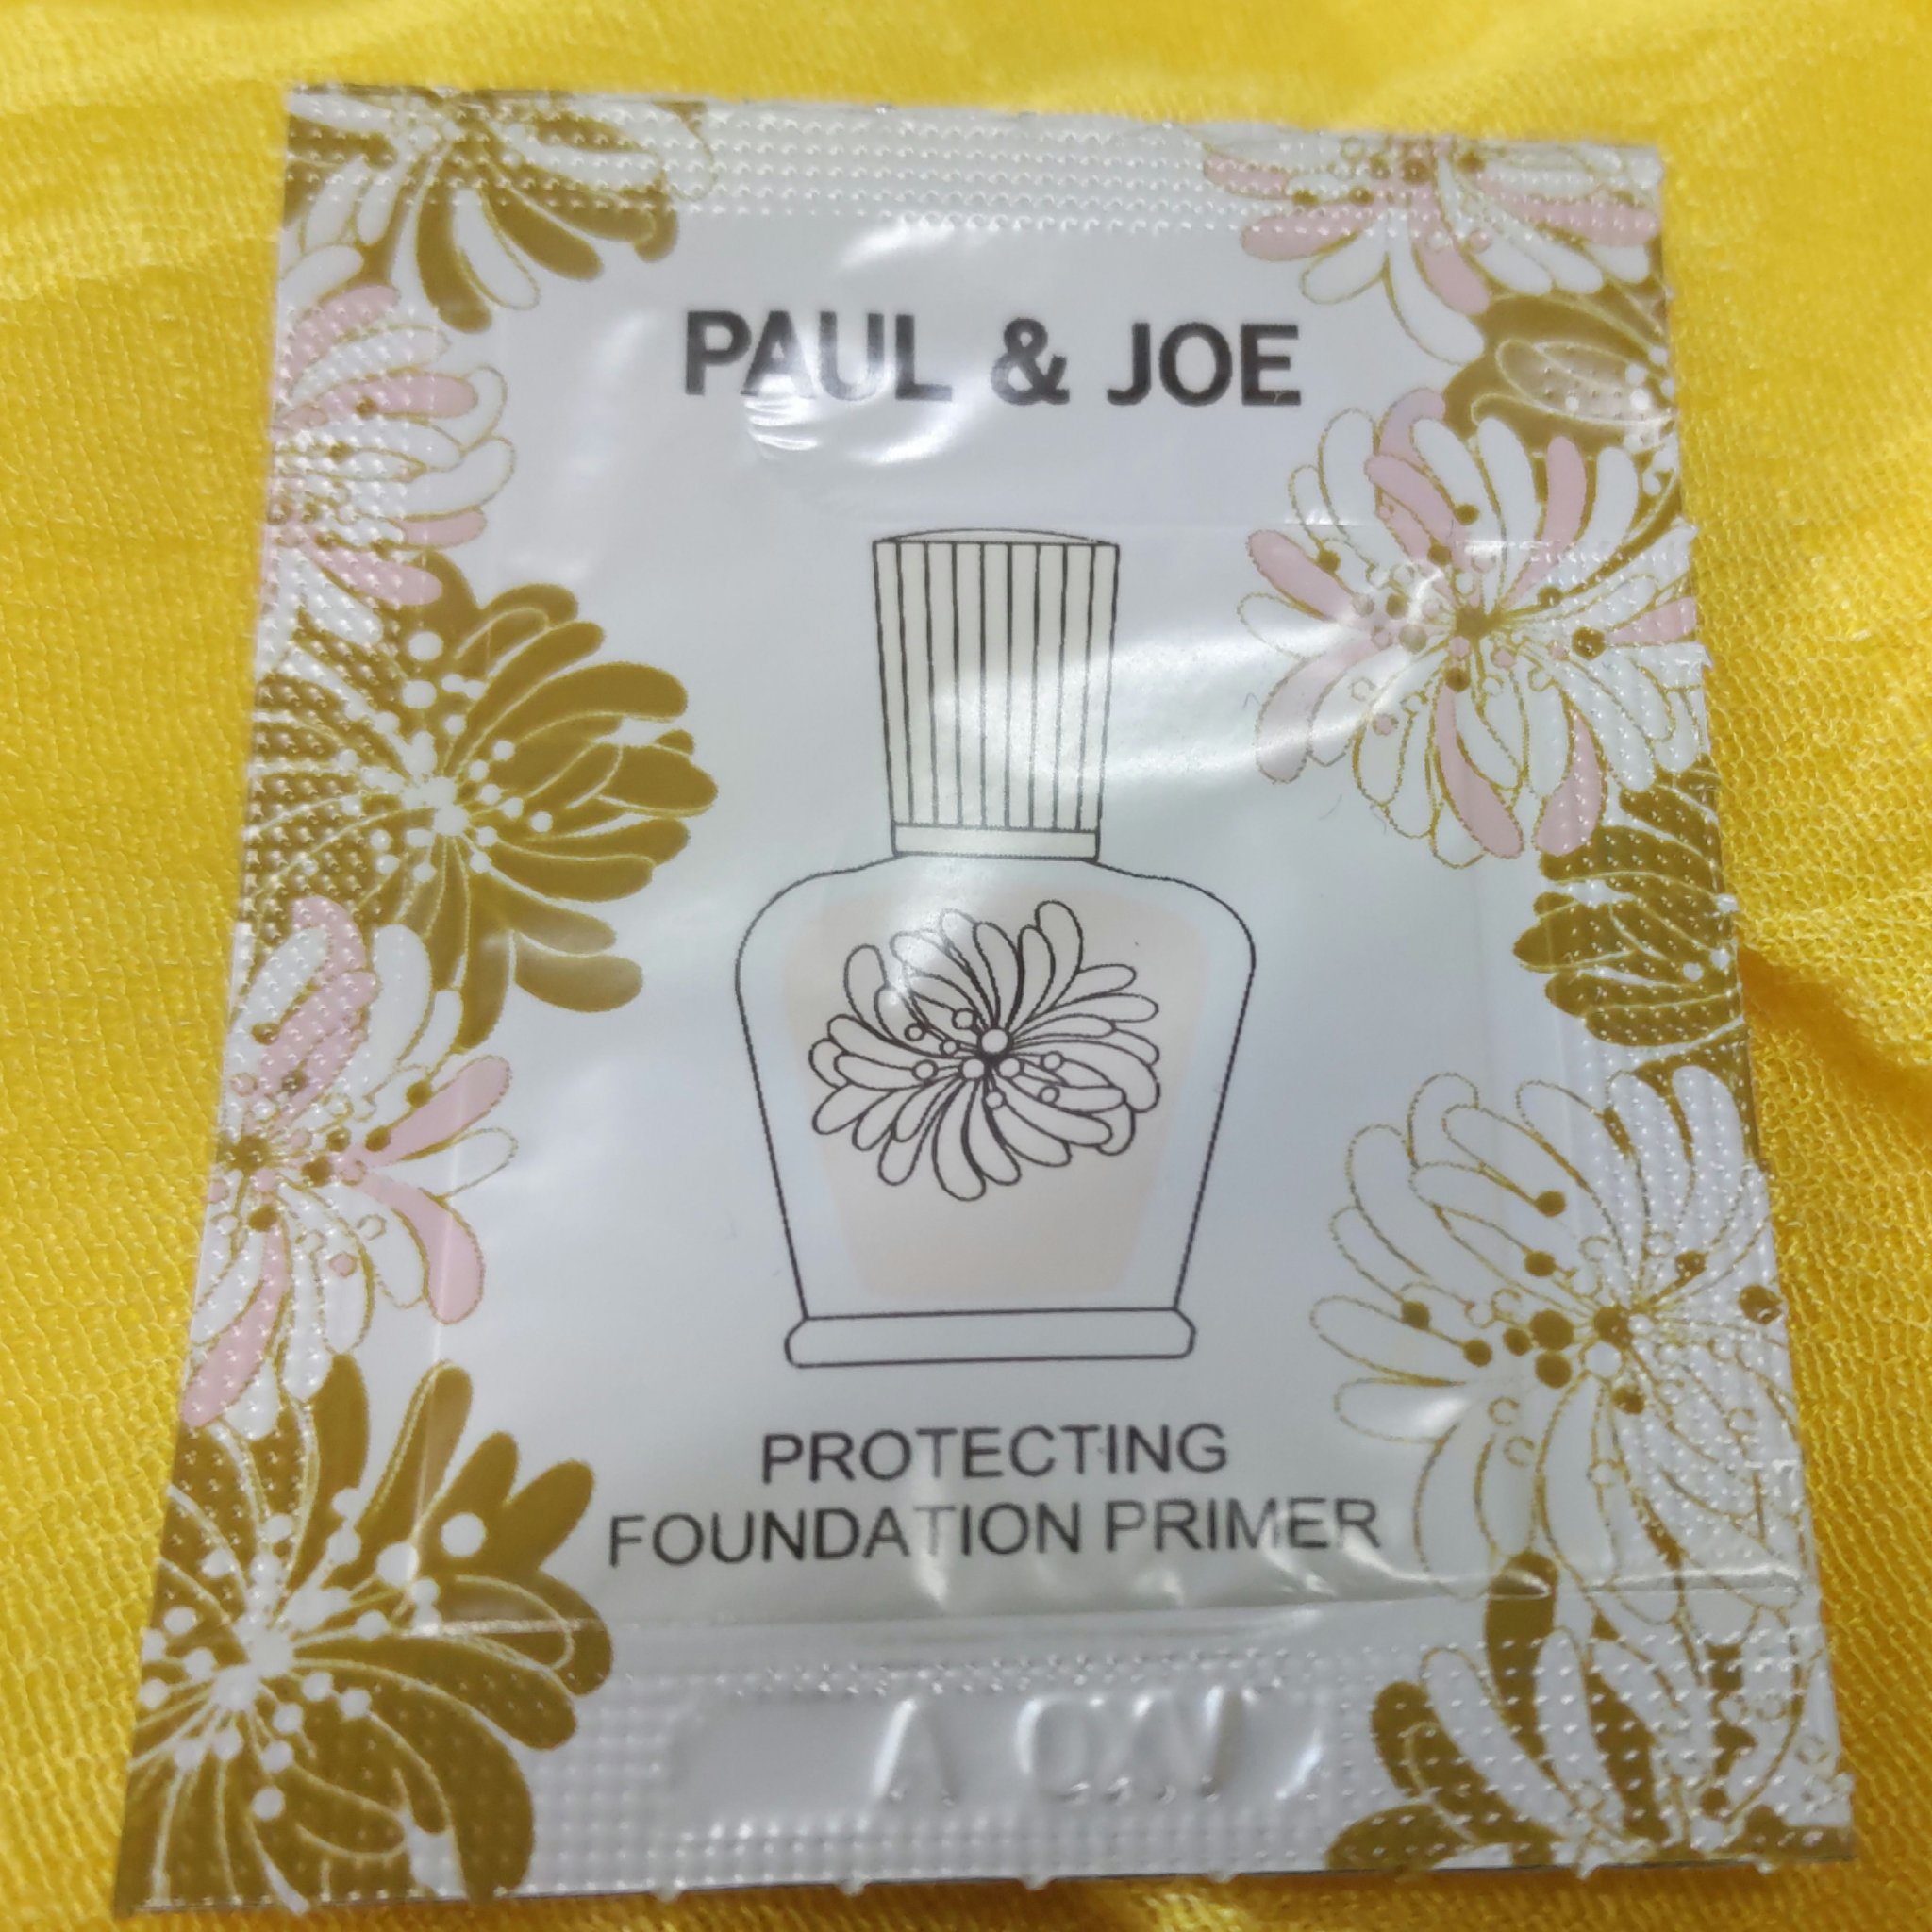 PAUL & JOE
PROTECTING
FOUNDATION PRIMER